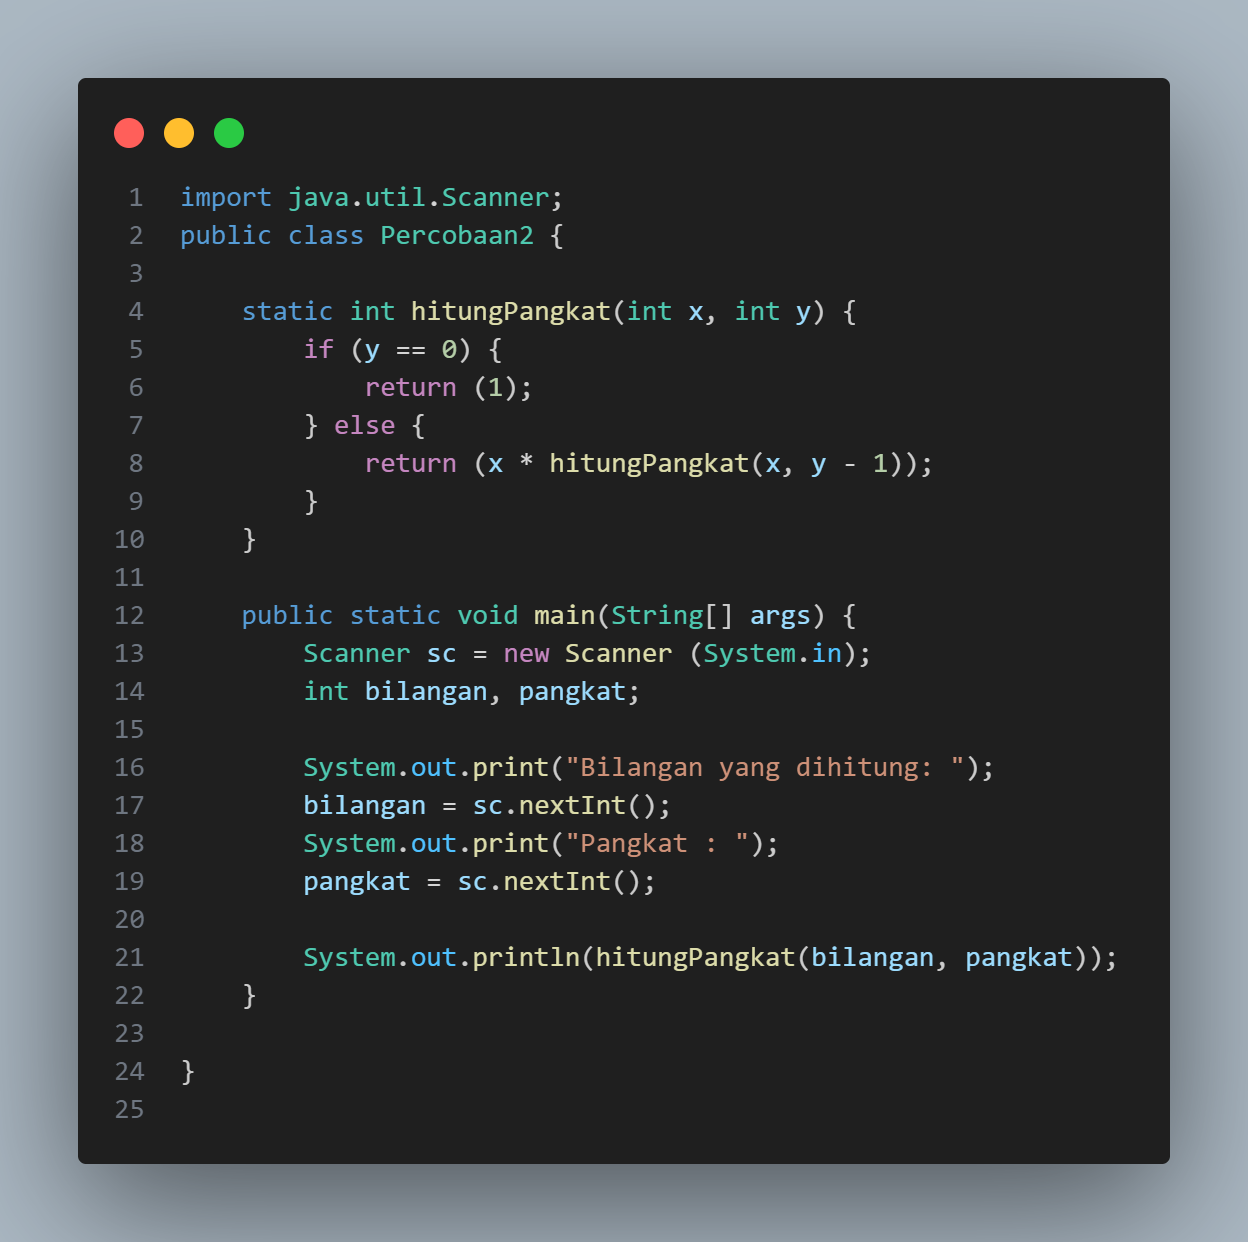 1 import java.util.Scanner;
2 public class Percobaan2 {
3
4     static int hitungPangkat(int x, int y) {
5         if (y == 0) {
6             return (1);
7         } else {
8             return (x * hitungPangkat(x, y - 1));
9         }
10     }
11
12     public static void main(String[] args) {
13         Scanner sc = new Scanner (System.in);
14         int bilangan, pangkat;
15
16         System.out.print("Bilangan yang dihitung: ");
17         bilangan = sc.nextInt();
18         System.out.print("Pangkat : ");
19         pangkat = sc.nextInt();
20
21         System.out.println(hitungPangkat(bilangan, pangkat));
22     }
23
24 }
25